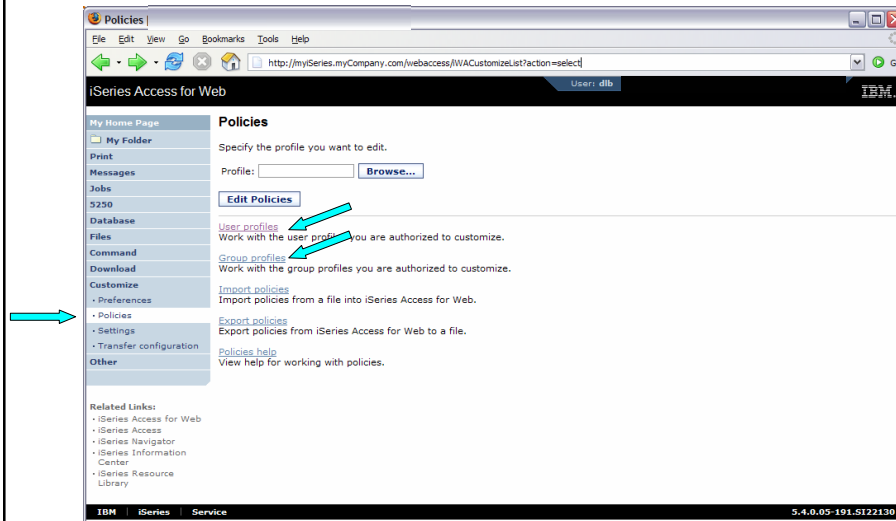 Policies
File Edit View Go Bookmarks Tools Help
http://myiSeries.myCompany.com/webaccess/iWACustomizeList?action=select
G
iSeries Access for Web
User: dlb
IBM.
My Home Page
My Folder
Print
Messages
Jobs
5250
Database
Files
Command
Download
Customize
• Preferences
• Policies
• Settings
• Transfer configuration
Other
Related Links:
• iSeries Access for Web
• iSeries Access
• iSeries Navigator
• iSeries Information
Center
• iSeries Resource
Library
Policies
Specify the profile you want to edit.
Profile: Browse...
Edit Policies
User profiles
Work with the user profiles you are authorized to customize.
Group profiles
Work with the group profiles you are authorized to customize.
Import policies
Import policies from a file into iSeries Access for Web.
Export policies
Export policies from iSeries Access for Web to a file.
Policies help
View help for working with policies.
IBM iSeries Service
5.4.0.05-191.SI22130